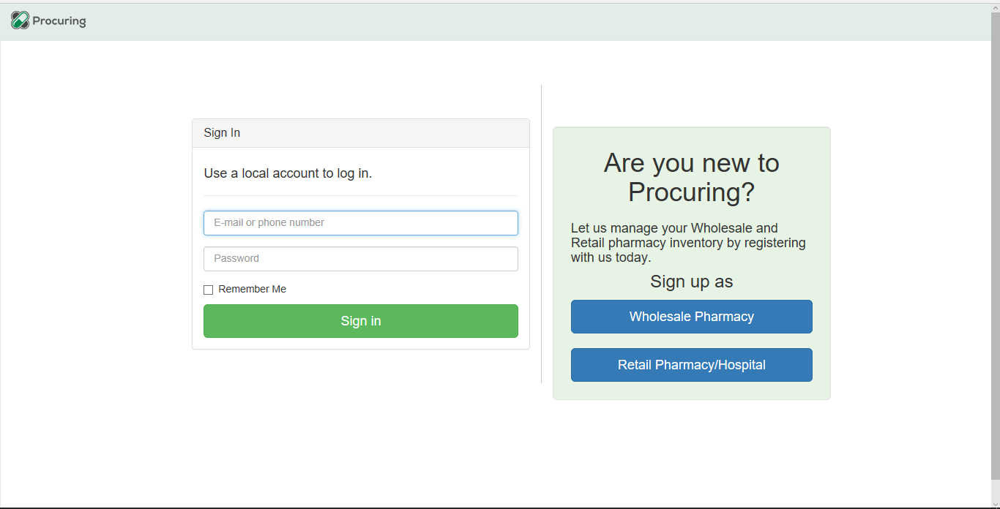 Procuring
Sign In
Use a local account to log in.
E-mail or phone number
Password
Remember Me
Sign in
Are you new to
Procuring?
Let us manage your Wholesale and
Retail pharmacy inventory by registering
with us today.
Sign up as
Wholesale Pharmacy
Retail Pharmacy/Hospital